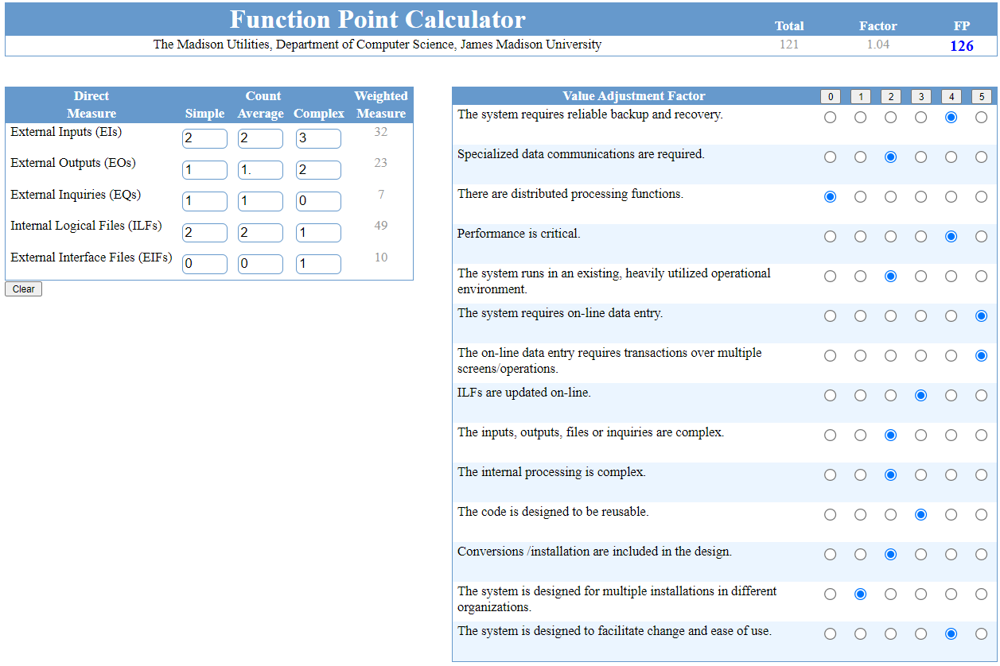 Function Point Calculator
Total Factor FP
The Madison Utilities, Department of Computer Science, James Madison University
121 1.04 126
Direct Count Weighted
Measure Simple Average Complex Measure
External Inputs (EIs) 2 2 3 32
External Outputs (EOs) 1 1. 2 23
External Inquiries (EQs) 1 1 0 7
Internal Logical Files (ILFs) 2 2 1 49
External Interface Files (EIFs) 0 0 1 10
Clear
Value Adjustment Factor 0 1 2 3 4 5
The system requires reliable backup and recovery.
Specialized data communications are required.
There are distributed processing functions.
Performance is critical.
The system runs in an existing, heavily utilized operational
environment.
The system requires on-line data entry.
The on-line data entry requires transactions over multiple
screens/operations.
ILFs are updated on-line.
The inputs, outputs, files or inquiries are complex.
The internal processing is complex.
The code is designed to be reusable.
Conversions /installation are included in the design.
The system is designed for multiple installations in different
organizations.
The system is designed to facilitate change and ease of use.